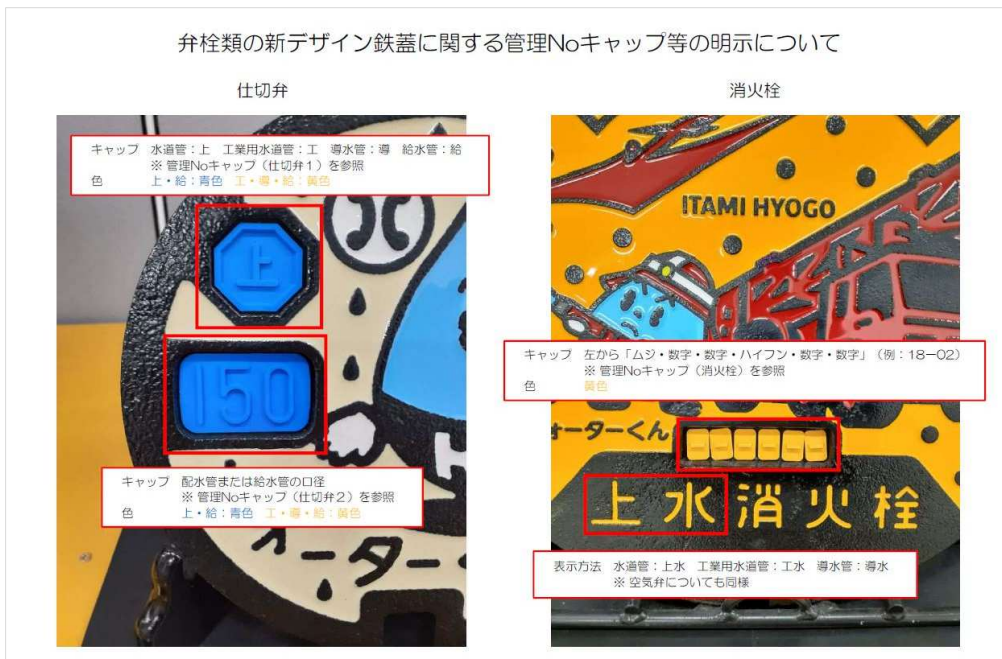 弁栓類の新デザイン鉄蓋に関する管理Noキャップ等の明示について
仕切弁
キャップ 水道管：上 工業用水道管：工 導水管：導 給水管：給
※ 管理Noキャップ（仕切弁1）を参照
色 上・給：青色 工・導・給：黄色
上
150
キャップ 配水管または給水管の口径
※ 管理Noキャップ（仕切弁2）を参照
色 上・給：青色 工・導・給：黄色
ォーター
消火栓
ITAMI HYOGO
キャップ 左から「ムジ・数字・数字・ハイフン・数字・数字」（例：18−02）
※ 管理Noキャップ（消火栓）を参照
色 黄色
ォーターくん
上水消火栓
表示方法 水道管：上水 工業用水道管：工水 導水管：導水
※ 空気弁についても同様